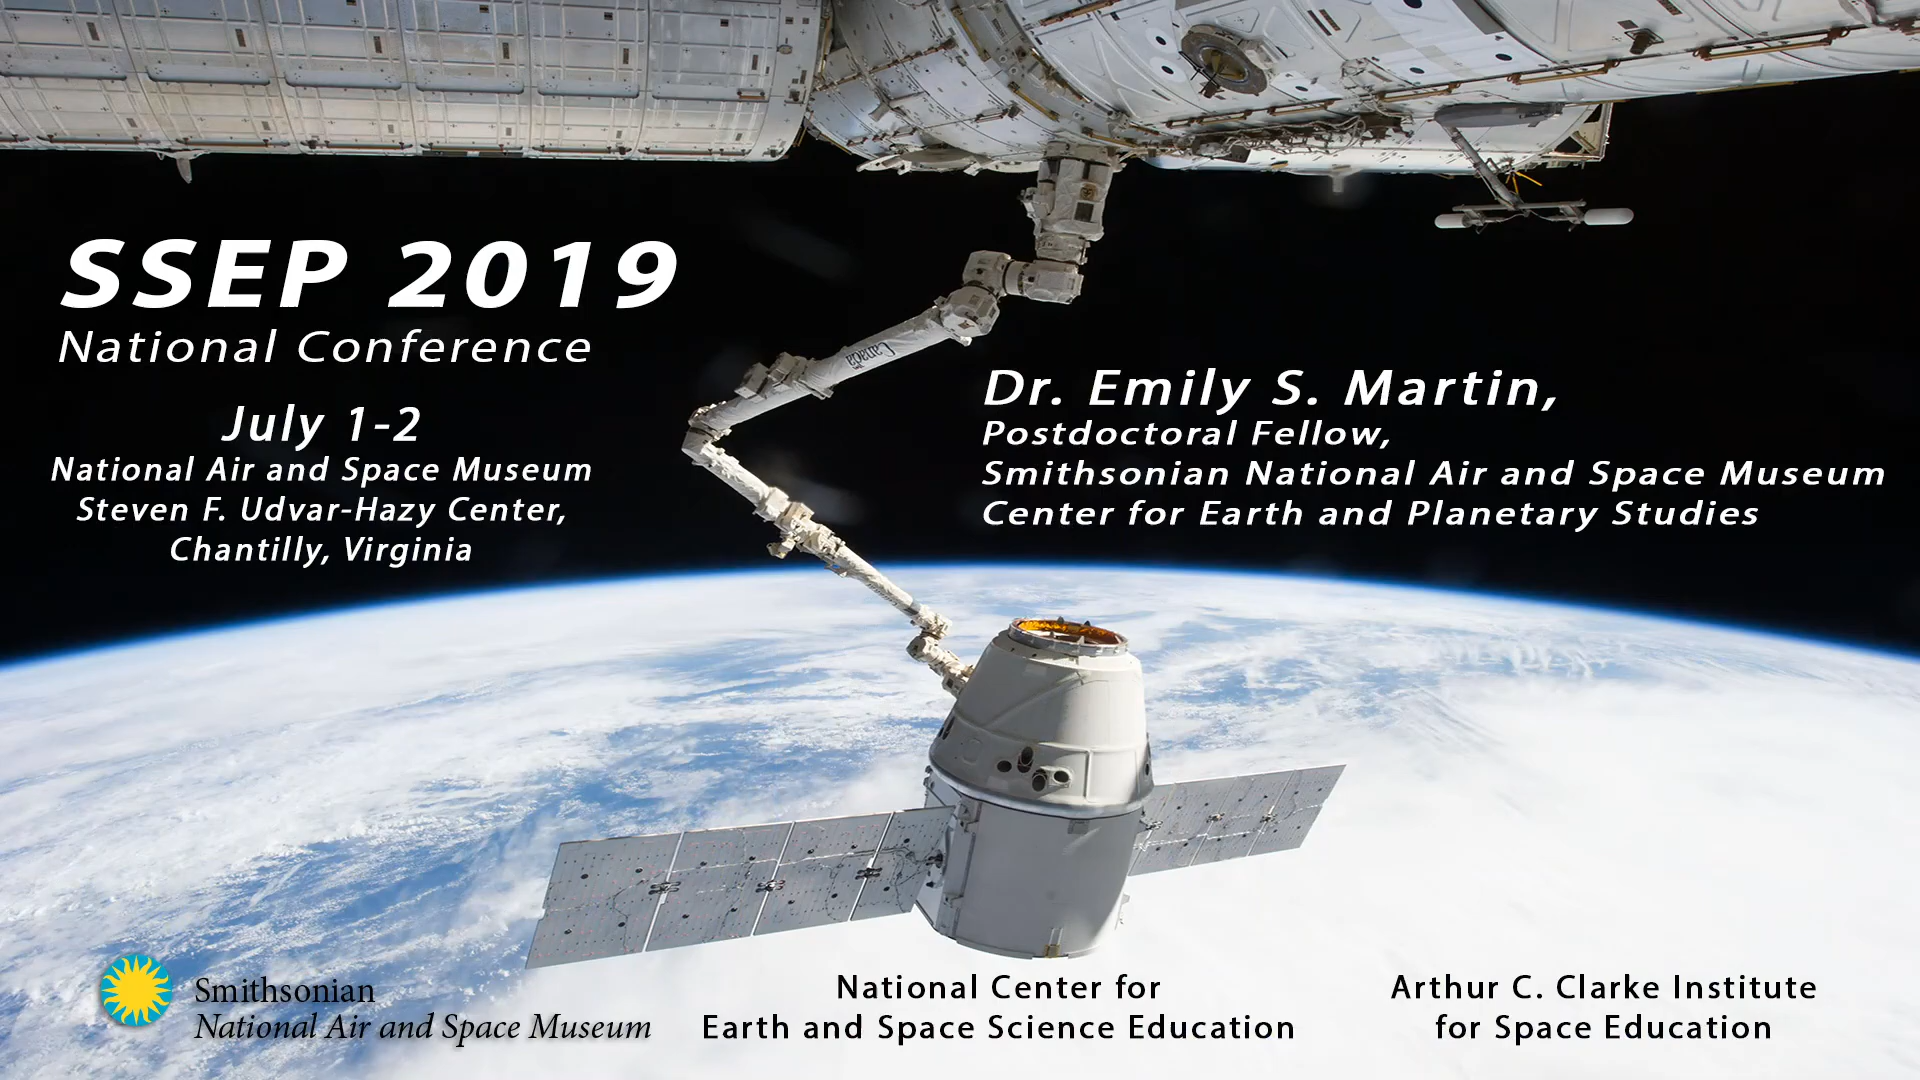 SSEP 2019
National Conference
July 1-2
National Air and Space Museum
Steven F. Udvar-Hazy Center,
Chantilly, Virginia
Canada
Dr. Emily S. Martin,
Postdoctoral Fellow,
Smithsonian National Air and Space Museum
Center for Earth and Planetary Studies
Smithsonian
National Air and Space Museum
National Center for
Earth and Space Science Education
Arthur C. Clarke Institute
for Space Education